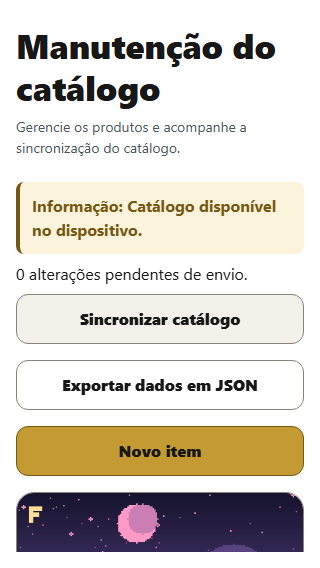 Manutenção do
catálogo
Gerencie os produtos e acompanhe a
sincronização do catálogo.
Informação: Catálogo disponível
no dispositivo.
0 alterações pendentes de envio.
Sincronizar catálogo
Exportar dados em JSON
Novo item
F